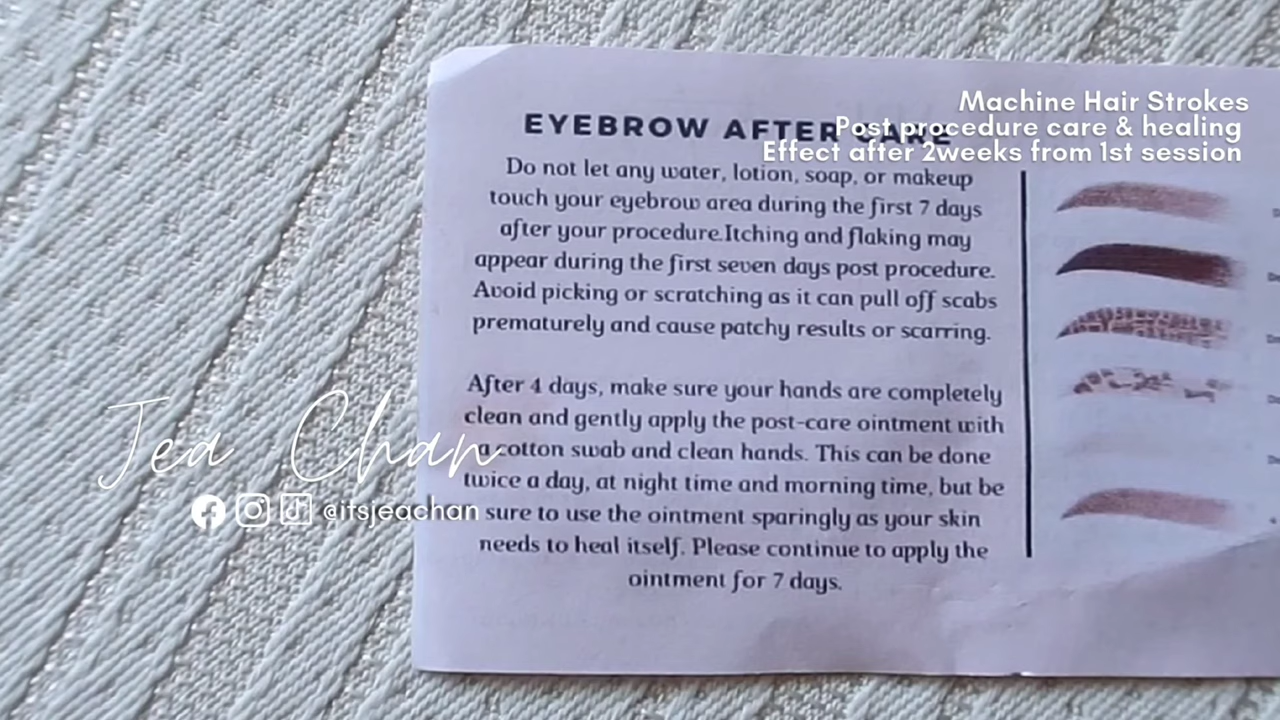 Machine Hair Strokes
Post procedure care & healing
Effect after 2weeks from 1st session
EYEBROW AFTER CARE
Do not let any water, lotion, soap, or makeup
touch your eyebrow area during the first 7 days
after your procedure.Itching and flaking may
appear during the first seven days post procedure.
Avoid picking or scratching as it can pull off scabs
prematurely and cause patchy results or scarring.
After 4 days, make sure your hands are completely
clean and gently apply the post-care ointment with
a cotton swab and clean hands. This can be done
twice a day, at night time and morning time, but be
sure to use the ointment sparingly as your skin
needs to heal itself. Please continue to apply the
ointment for 7 days.
Jea Chan
@itsjeachan